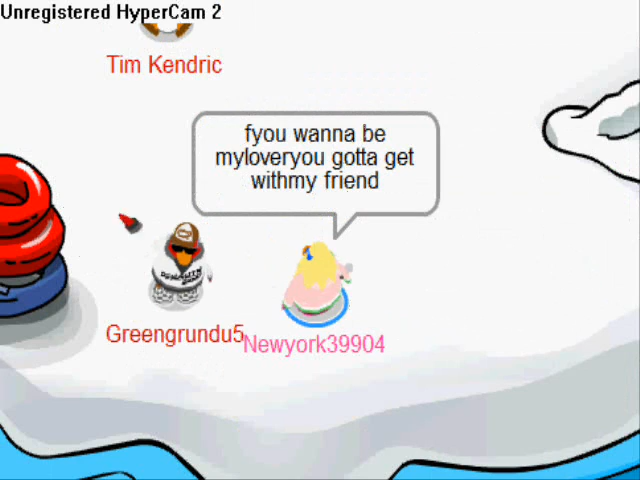 Unregistered HyperCam 2
Tim Kendric
fyou wanna be
myloveryou gotta get
withmy friend
Greengrundu5
Newyork39904